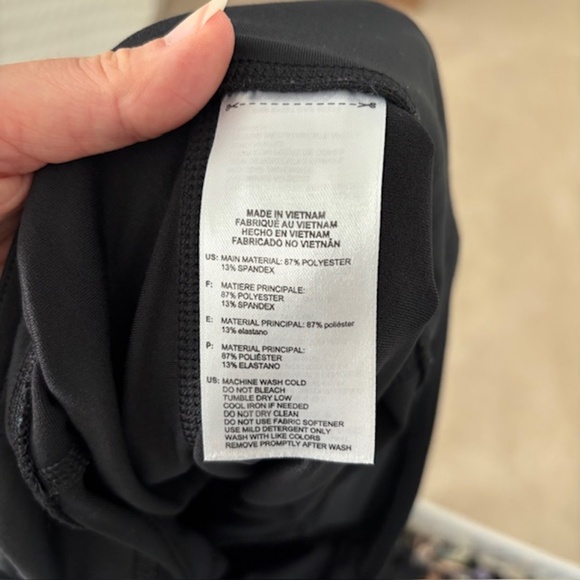 MADE IN VIETNAM
FABRIQUÉ AU VIETNAM
HECHO EN VIETNAM
FABRICADO NO VIETNÃN
US: MAIN MATERIAL: 87% POLYESTER
13% SPANDEX
F: MATIERE PRINCIPALE:
87% POLYESTER
13% SPANDEX
E: MATERIAL PRINCIPAL: 87% poliéster
13% elastano
P: MATERIAL PRINCIPAL:
87% POLIÉSTER
13% ELASTANO
US: MACHINE WASH COLD
DO NOT BLEACH
TUMBLE DRY LOW
COOL IRON IF NEEDED
DO NOT DRY CLEAN
DO NOT USE FABRIC SOFTENER
USE MILD DETERGENT ONLY
WASH WITH LIKE COLORS
REMOVE PROMPTLY AFTER WASH